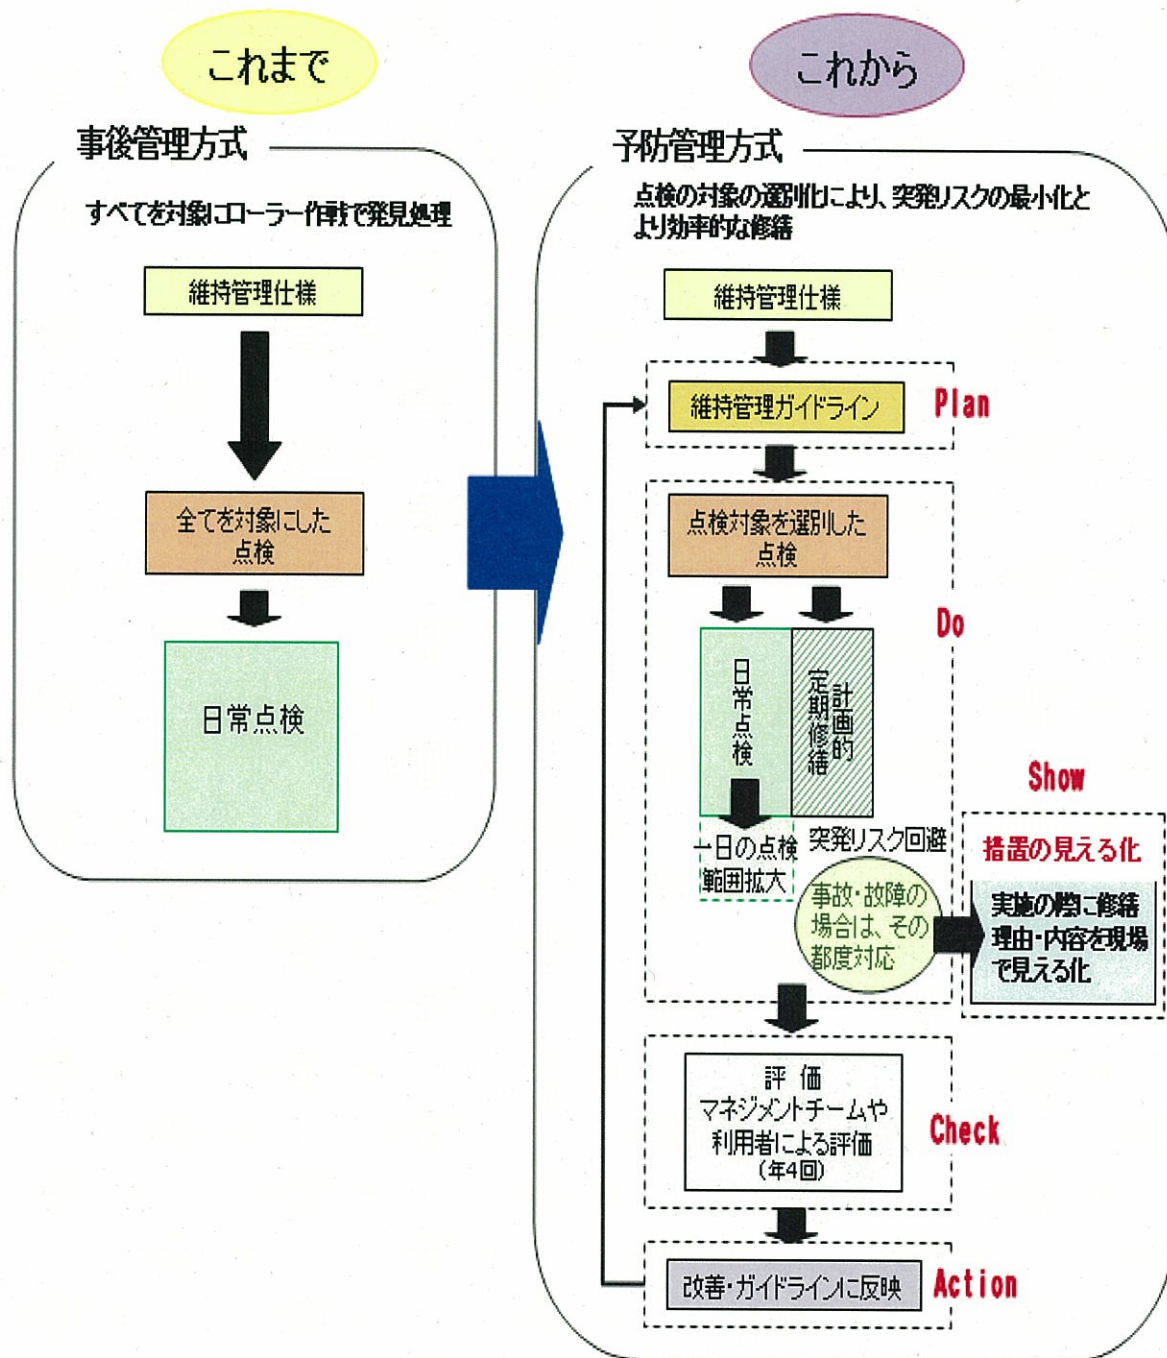 これまで
事後管理方式
すべてを対象にローラー作戦で発見処理
維持管理仕様
全てを対象にした
点検
日常点検
これから
予防管理方式
点検の対象の選別化により、突発リスクの最小化と
より効率的な修繕
維持管理仕様
維持管理ガイドライン
Plan
点検対象を選別した
点検
Do
日常点検
計画的
定期修繕
一日の点検
範囲拡大
突発リスク回避
事故・故障の
場合は、その
都度対応
Show
措置の見える化
実施の際に修繕
理由・内容を現場
で見える化
評 価
マネジメントチームや
利用者による評価
(年4回)
Check
改善・ガイドラインに反映
Action